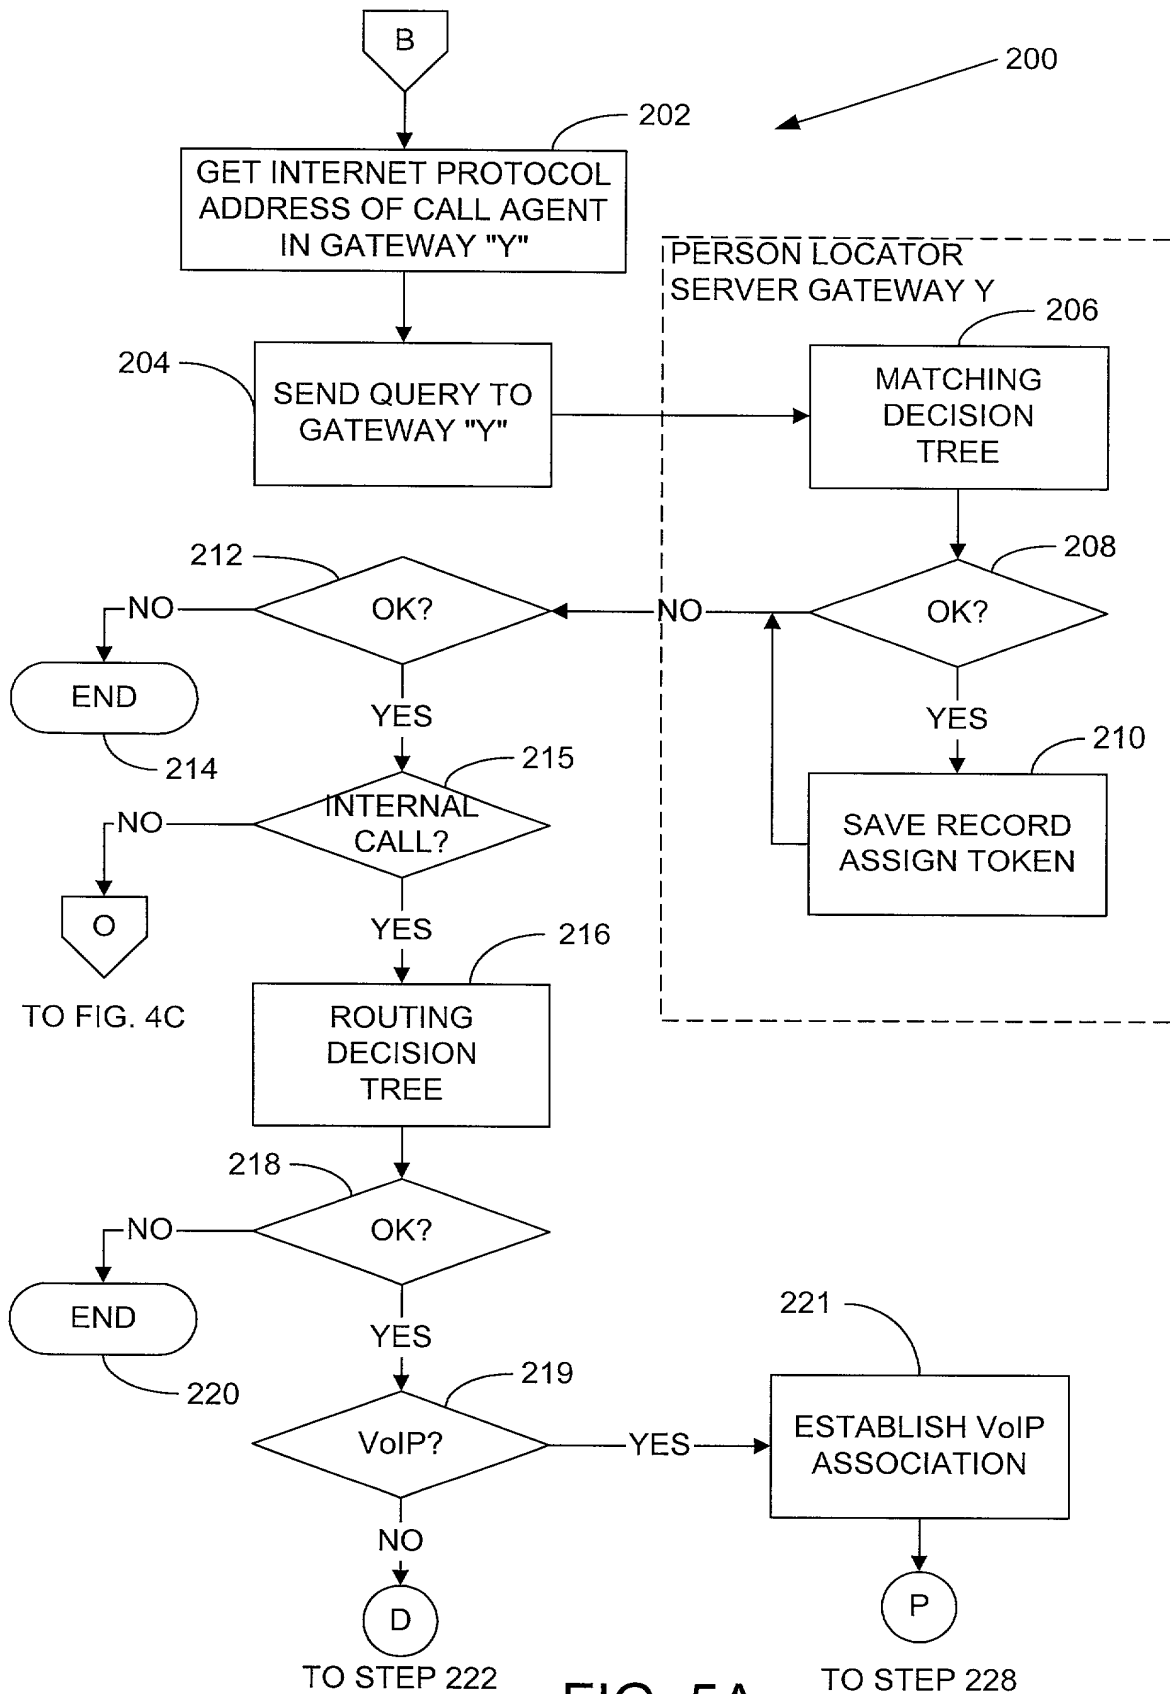 B
200
202
GET INTERNET PROTOCOL
ADDRESS OF CALL AGENT
IN GATEWAY "Y"
PERSON LOCATOR
SERVER GATEWAY Y
206
204
SEND QUERY TO
GATEWAY "Y"
MATCHING
DECISION
TREE
212
208
NO
OK?
NO
OK?
END
YES
YES
214
215
210
NO
INTERNAL
CALL?
SAVE RECORD
ASSIGN TOKEN
O
YES
216
TO FIG. 4C
ROUTING
DECISION
TREE
218
NO
OK?
END
YES
221
220
219
VoIP?
YES
ESTABLISH VoIP
ASSOCIATION
NO
D
P
TO STEP 222
TO STEP 228
FIG. 5A